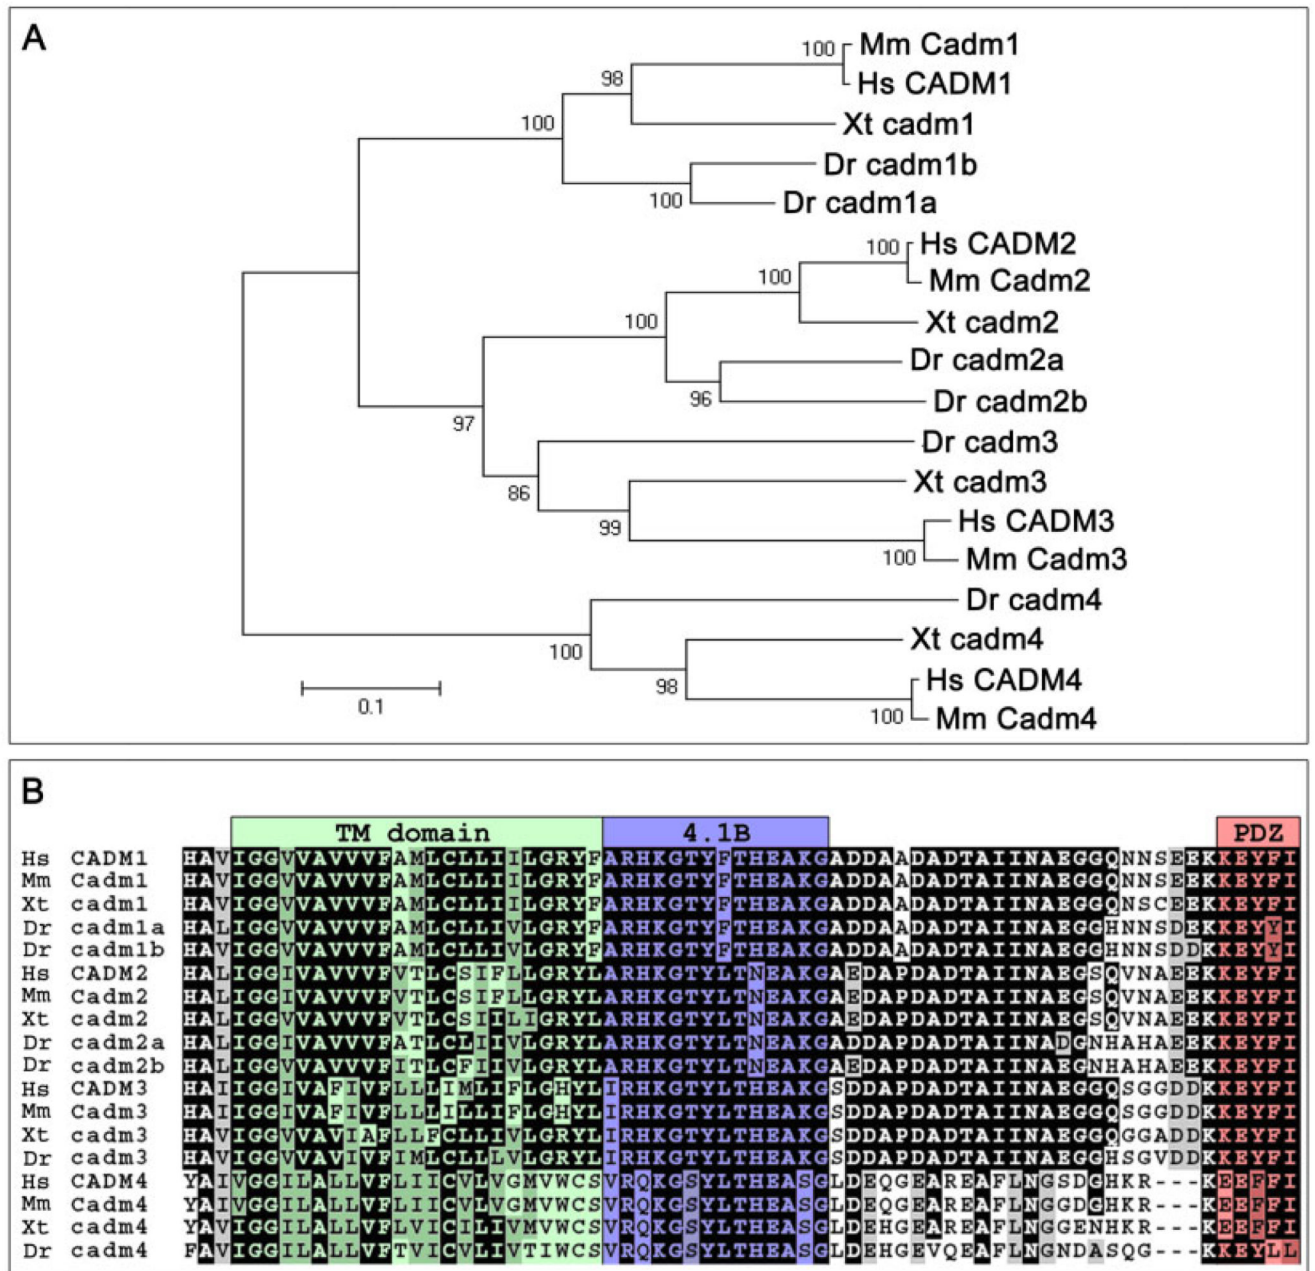 A
100 Mm Cadm1
98 Hs CADM1
100 Xt cadm1
Dr cadm1b
100 Dr cadm1a
100 Hs CADM2
100 Mm Cadm2
100 Xt cadm2
Dr cadm2a
96 Dr cadm2b
97
Dr cadm3
86 Xt cadm3
99 Hs CADM3
100 Mm Cadm3
Dr cadm4
100 Xt cadm4
98 Hs CADM4
0.1
100 Mm Cadm4
B
TM domain 4.1B PDZ
Hs CADM1 HAVIGGVVAVVVFAMLCLLIILGRYFARHKGTYFTHEAKGADDAADADTAIINAEGGQNNSEEKKEYFI
Mm Cadm1 HAVIGGVVAVVVFAMLCLLIILGRYFARHKGTYFTHEAKGADDAADADTAIINAEGGQNNSEEKKEYFI
Xt cadm1 HAVIGGVVAVVVFAMLCLLIILGRYFARHKGTYFTHEAKGADDAADADTAIINAEGGQNSCEEKKEYFI
Dr cadm1a HALIGGVVAVVVFAMLCLLIVLGRYFARHKGTYFTHEAKGADDAADADTAIINAEGGHNNSDEKKEYYI
Dr cadm1b HAVIGGVVAVVVFAMLCLLIVLGRYFARHKGTYFTHEAKGADDAADADTAIINAEGGHNNSDDKKEYYI
Hs CADM2 HALIGGIVAVVVFVTLCSIFLLGRYLARHKGTYLTNEAKGAEDAPDADTAIINAEGSQVNAEEKKEYFI
Mm Cadm2 HALIGGIVAVVVFVTLCSIFLLGRYLARHKGTYLTNEAKGAEDAPDADTAIINAEGSQVNAEEKKEYFI
Xt cadm2 HALIGGIVAVVVFVTLCSIILIGRYLARHKGTYLTNEAKGAEDAPDADTAIINAEGSQVNAEEKKEYFI
Dr cadm2a HALIGGVVAVVVFATLCLIIVLGRYLARHKGTYLTNEAKGADDAPDADTAIINADGNHAHAEEKKEYFI
Dr cadm2b HALIGGIVAVVVFITLCFIIVLGRYLARHKGTYLTNEAKGAEDAPDADTAIINAEGNHAHAEEKKEYFI
Hs CADM3 HAIIGGIVAFIVFLLLIMLIFLGHYLIRHKGTYLTHEAKGSDDAPDADTAIINAEGGQSGGDDKKEYFI
Mm Cadm3 HAIIGGIVAFIVFLLLILLIFLGHYLIRHKGTYLTHEAKGSDDAPDADTAIINAEGGQSGGDDKKEYFI
Xt cadm3 HAVIGGVVAVIAFLLFCLLIVLGRYLIRHKGTYLTHEAKGSDDAPDADTAIINAEGGQGGADDKKEYFI
Dr cadm3 HALIGGVVAVIVFIMLCLLLVLGRYLIRHKGTYLTHEAKGSDDAPDADTAIINAEGGHSGVDDKKEYFI
Hs CADM4 YAIVGGILALLVFLIICVLVGMVWCSVRQKGSYLTHEASGLDEQGEAREAFLNGSDGHKR---KEEFFI
Mm Cadm4 YAIVGGILALLVFLIICVLVGMVWCSVRQKGSYLTHEASGLDEQGEAREAFLNGGDGHKR---KEEFFI
Xt cadm4 YAVIGGILALLVFLVICILIVMVWCSVRQKGSYLTHEASGLDEHGEAREAFLNGGENHKR---KEEFFI
Dr cadm4 FAVIGGILALLVFTVICVLIVTIWCSVRQKGSYLTHEASGLDEHGEVQEAFLNGNDASQG---KKEYLL